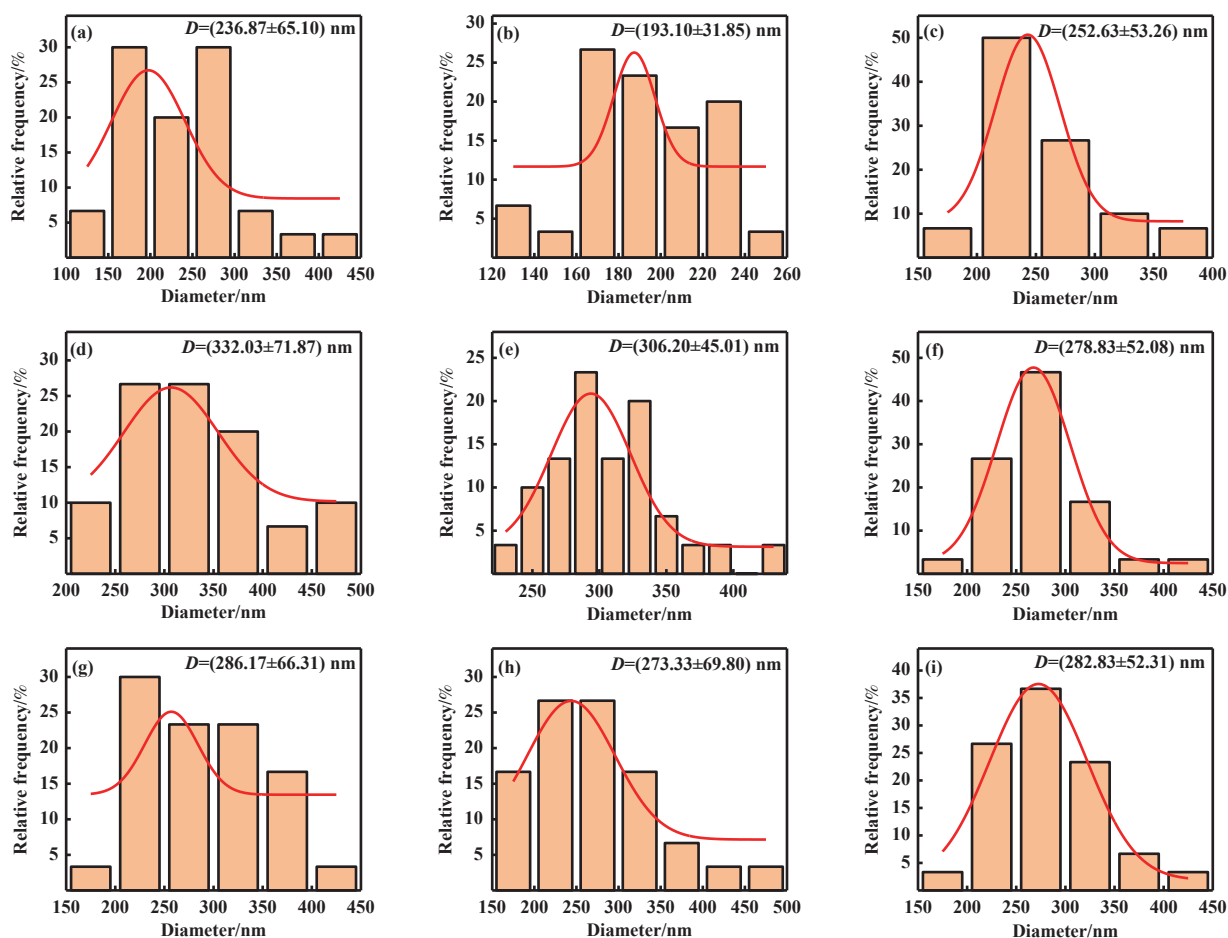 (a) D=(236.87±65.10) nm
Relative frequency/%
30
25
20
15
10
5
100 150 200 250 300 350 400 450
Diameter/nm
(b) D=(193.10±31.85) nm
Relative frequency/%
30
25
20
15
10
5
120 140 160 180 200 220 240 260
Diameter/nm
(c) D=(252.63±53.26) nm
Relative frequency/%
50
40
30
20
10
150 200 250 300 350 400
Diameter/nm
(d) D=(332.03±71.87) nm
Relative frequency/%
30
25
20
15
10
5
200 250 300 350 400 450 500
Diameter/nm
(e) D=(306.20±45.01) nm
Relative frequency/%
25
20
15
10
5
250 300 350 400
Diameter/nm
(f) D=(278.83±52.08) nm
Relative frequency/%
50
40
30
20
10
150 200 250 300 350 400 450
Diameter/nm
(g) D=(286.17±66.31) nm
Relative frequency/%
30
25
20
15
10
5
150 200 250 300 350 400 450
Diameter/nm
(h) D=(273.33±69.80) nm
Relative frequency/%
30
25
20
15
10
5
150 200 250 300 350 400 450 500
Diameter/nm
(i) D=(282.83±52.31) nm
Relative frequency/%
40
35
30
25
20
15
10
5
150 200 250 300 350 400 450
Diameter/nm